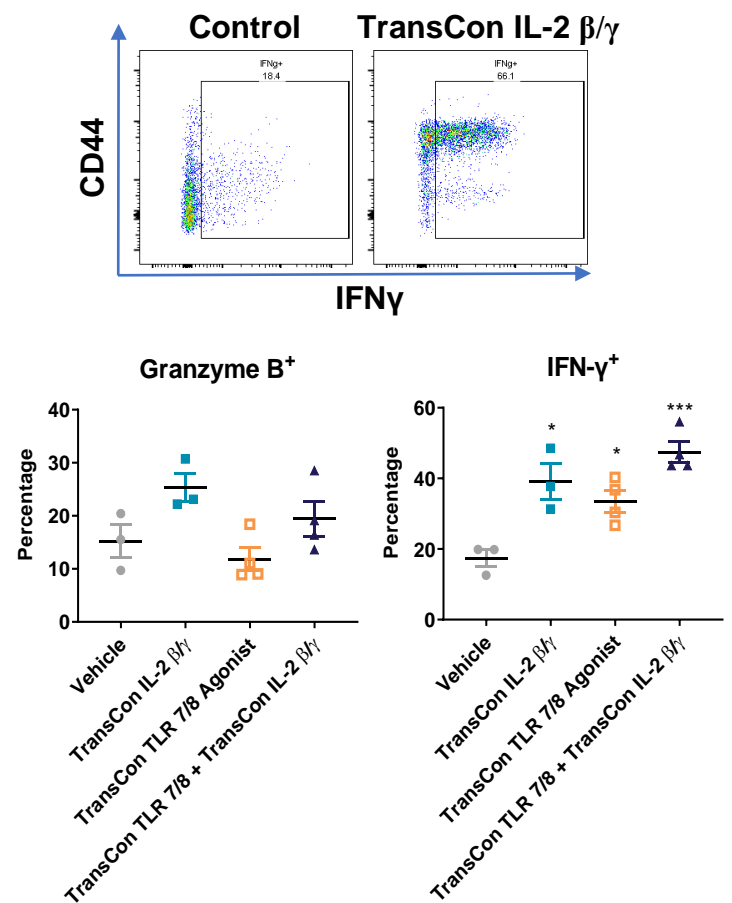 Control
TransCon IL-2 β/γ
IFNg+
18.4
IFNg+
66.1
CD44
IFNγ
Granzyme B+
Percentage
40
30
20
10
0
Vehicle
TransCon IL-2 β/γ
TransCon TLR 7/8 Agonist
TransCon TLR 7/8 + TransCon IL-2 β/γ
IFN-γ+
Percentage
60
40
20
0
*
*
***
Vehicle
TransCon IL-2 β/γ
TransCon TLR 7/8 Agonist
TransCon TLR 7/8 + TransCon IL-2 β/γ